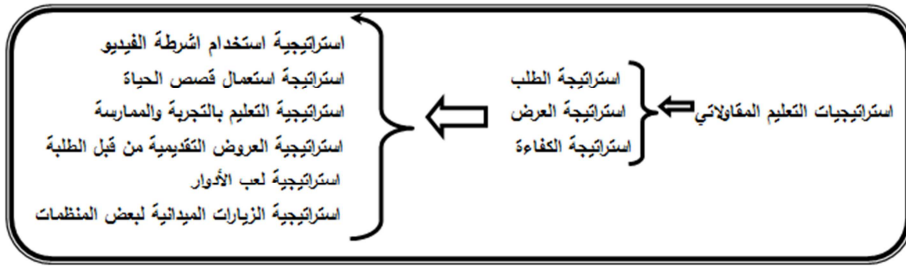 استراتيجيات التعليم المقاولاتي
استراتيجة الطلب
استراتيجة العرض
استراتيجة الكفاءة
استراتيجية استخدام اشرطة الفيديو
استراتيجة استعمال قصص الحياة
استراتيجية التعليم بالتجربة والممارسة
استراتيجية العروض التقديمية من قبل الطلبة
استراتيجية لعب الأدوار
استراتيجية الزيارات الميدانية لبعض المنظمات